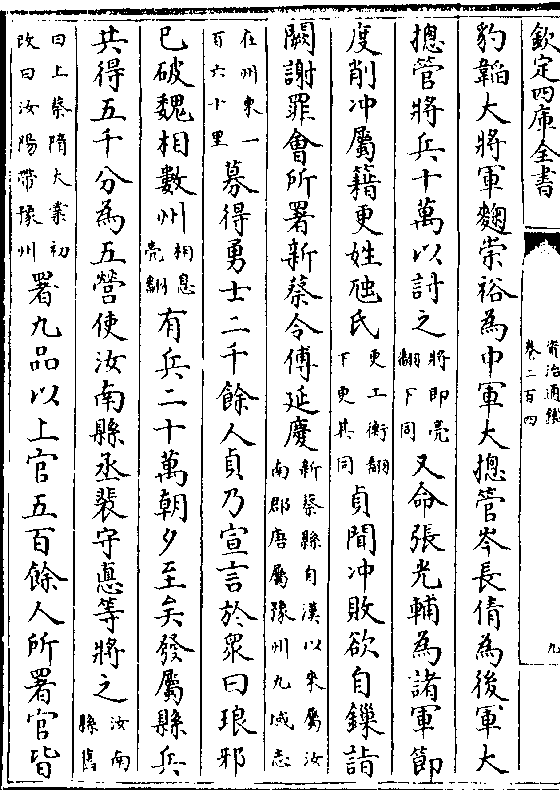 欽定四庫全書
資治通鑑
卷二百四
九
豹韜大將軍麴崇裕為中軍大摠管岑長倩為後軍大
摠管將兵十萬以討之將即亮翻下同又命張光輔為諸軍節
度削冲屬籍更姓虺氏更工衡翻下更其同貞聞冲敗欲自鏁詣
闕謝罪會所署新蔡令傅延慶新蔡縣自漢以來屬汝南郡唐屬豫州九域志
在州東一百六十里募得勇士二千餘人貞乃宣言於衆曰琅邪
已破魏相數州相息亮翻有兵二十萬朝夕至矣發屬縣兵
共得五千分為五營使汝南縣丞裴守悳等將之汝南縣舊
曰上蔡隋大業初改曰汝陽帶豫州署九品以上官五百餘人所署官皆